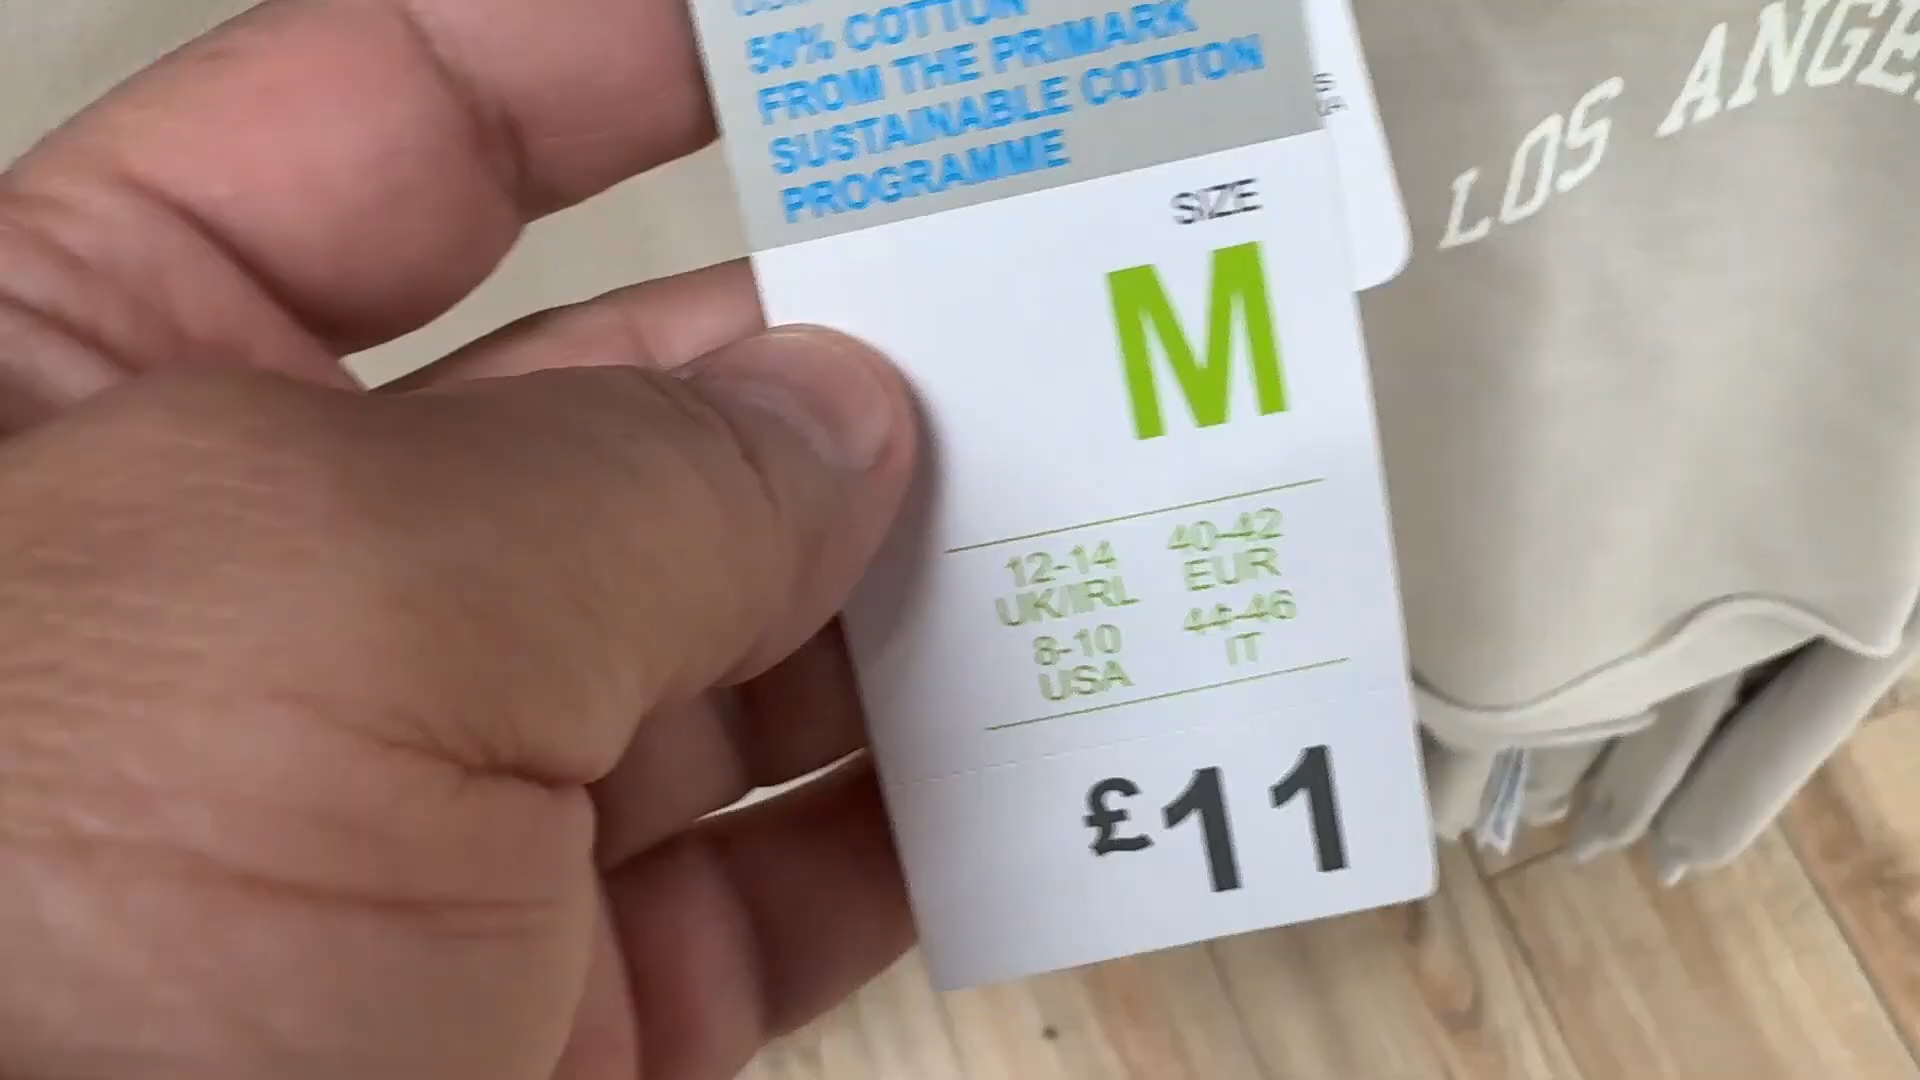 50% COTTON
FROM THE PRIMARK
SUSTAINABLE COTTON
PROGRAMME
SIZE
M
12-14
UK/IRL
40-42
EUR
8-10
USA
44-46
IT
£11
LOS ANGE